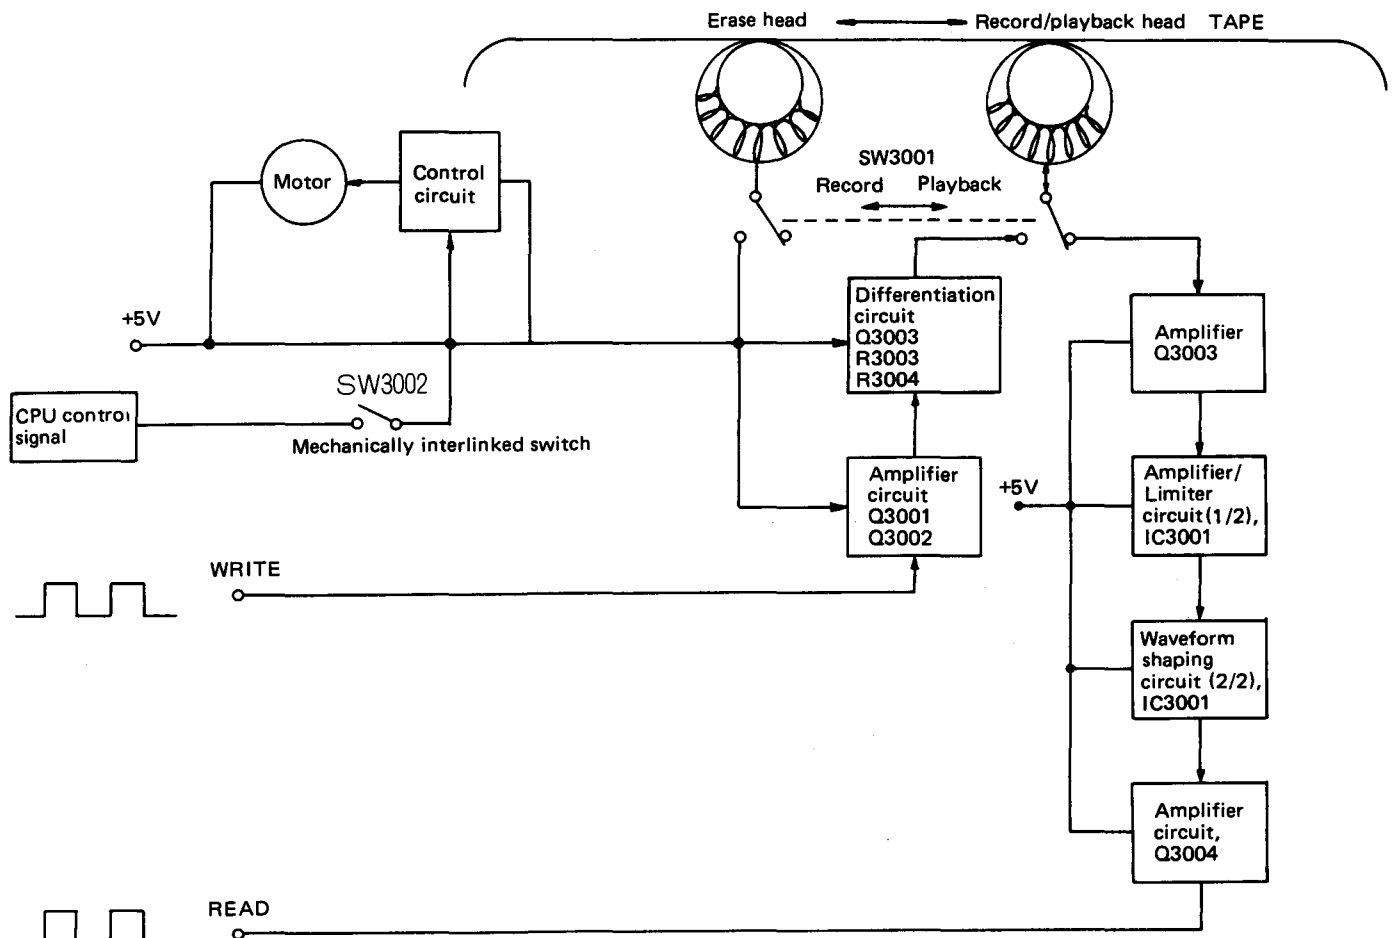 Erase head
Record/playback head
TAPE
SW3001
Record
Playback
Motor
Control
circuit
+5V
SW3002
CPU control
signal
Mechanically interlinked switch
Differentiation
circuit
Q3003
R3003
R3004
Amplifier
Q3003
Amplifier
circuit
Q3001
Q3002
+5V
Amplifier/
Limiter
circuit(1/2),
IC3001
WRITE
Waveform
shaping
circuit (2/2),
IC3001
Amplifier
circuit,
Q3004
READ